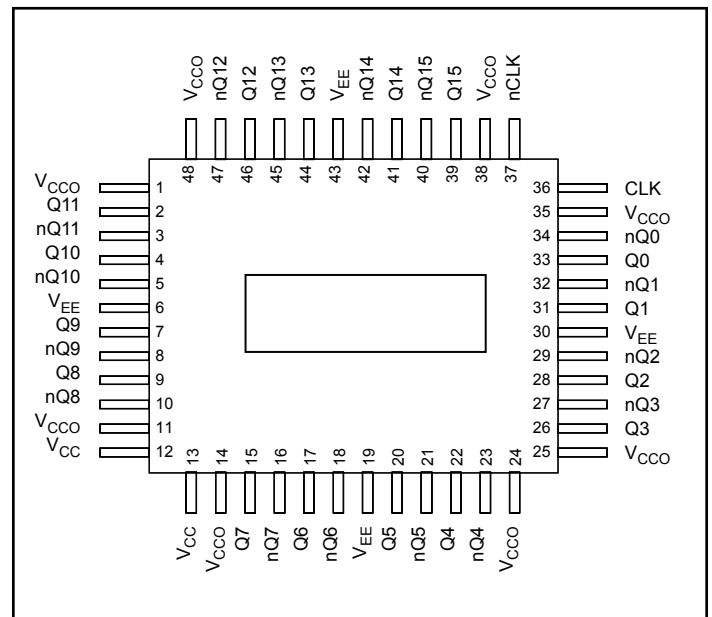 VCCO nQ12 Q12 nQ13 Q13 VEE nQ14 Q14 nQ15 Q15 VCCO nCLK
48 47 46 45 44 43 42 41 40 39 38 37
VCCO 1 36 CLK
Q11 2 35 VCCO
nQ11 3 34 nQ0
Q10 4 33 Q0
nQ10 5 32 nQ1
VEE 6 31 Q1
Q9 7 30 VEE
nQ9 8 29 nQ2
Q8 9 28 Q2
nQ8 10 27 nQ3
VCCO 11 26 Q3
VCC 12 25 VCCO
13 14 15 16 17 18 19 20 21 22 23 24
VCC VCCO Q7 nQ7 Q6 nQ6 VEE Q5 nQ5 Q4 nQ4 VCCO